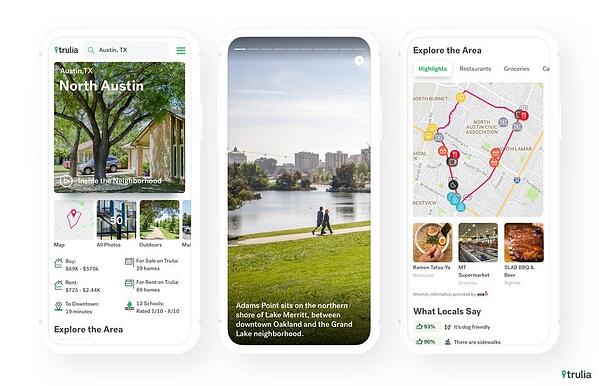 trulia
Austin, TX
Austin, TX
North Austin
Inside the Neighborhood
50
Map
All Photos
Outdoors
Mai
Buy:
$69K - $570k
For Sale on Trulia:
29 homes
Rent:
$725 - $2.44K
For Rent on Trulia:
69 homes
To Downtown:
19 minutes
12 Schools:
Rated 1/10 - 8/10
Explore the Area
Adams Point sits on the northern
shore of Lake Merritt, between
downtown Oakland and the Grand
Lake neighborhood.
Explore the Area
Highlights
Restaurants
Groceries
Ca
NORTH BURNET
NORTH
AUSTIN CIVIC
ASSOCIATION
TH LAMAR
RESTVIEW
Ramen Tatsu-Ya
Restaurant
MT
Supermarket
Groceries
SLAB BBQ &
Beer
Nightlife
Amenity information provided by yelp
What Locals Say
93%
It's dog friendly
90%
There are sidewalks
trulia